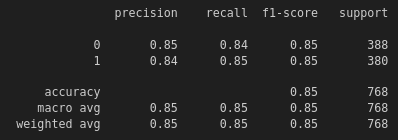 precision recall f1-score support
0 0.85 0.84 0.85 388
1 0.84 0.85 0.85 380
accuracy 0.85 768
macro avg 0.85 0.85 0.85 768
weighted avg 0.85 0.85 0.85 768